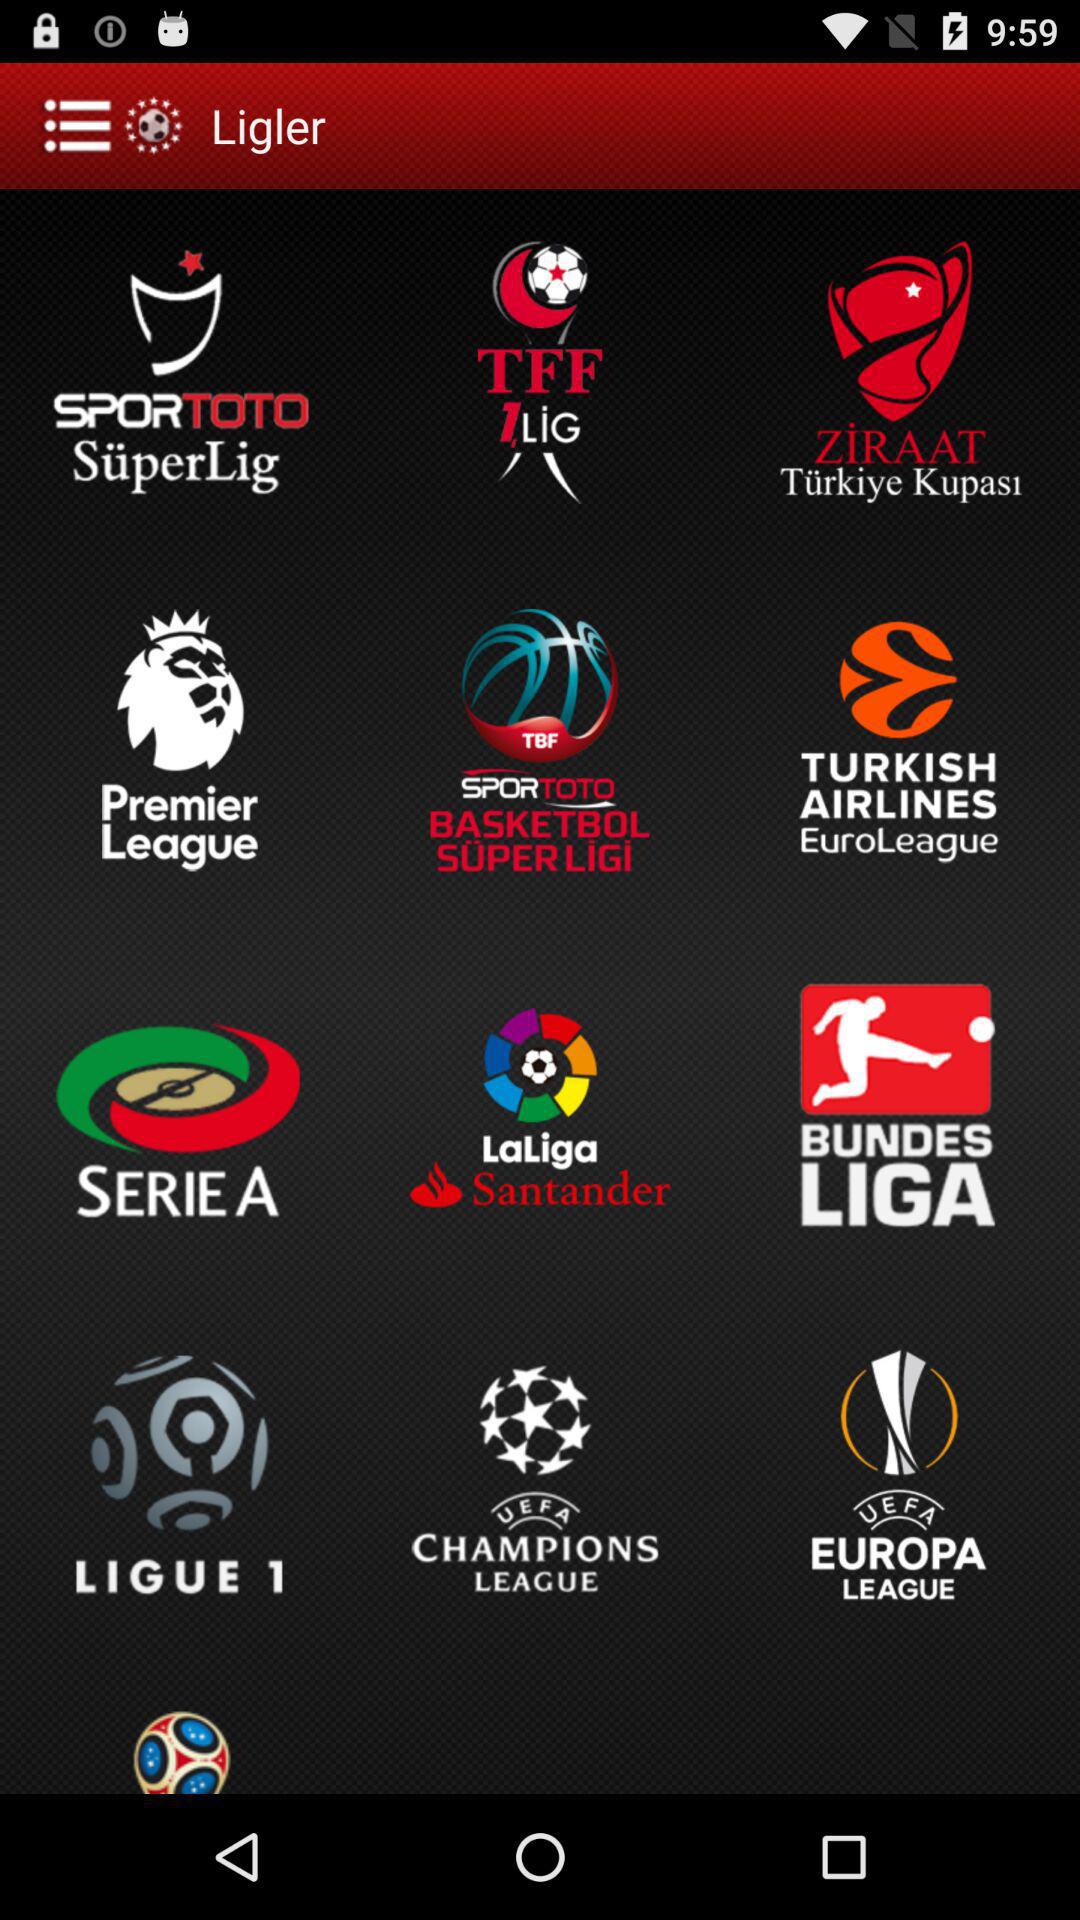 9:59
Ligler
SPORTOTO
SüperLig
TFF
1.LİG
ZİRAAT
Türkiye Kupası
Premier
League
TBF
SPORTOTO
BASKETBOL
SÜPER LİGİ
TURKISH
AIRLINES
EuroLeague
SERIE A
LaLiga
Santander
BUNDES
LIGA
LIGUE 1
UEFA
CHAMPIONS
LEAGUE
UEFA
EUROPA
LEAGUE